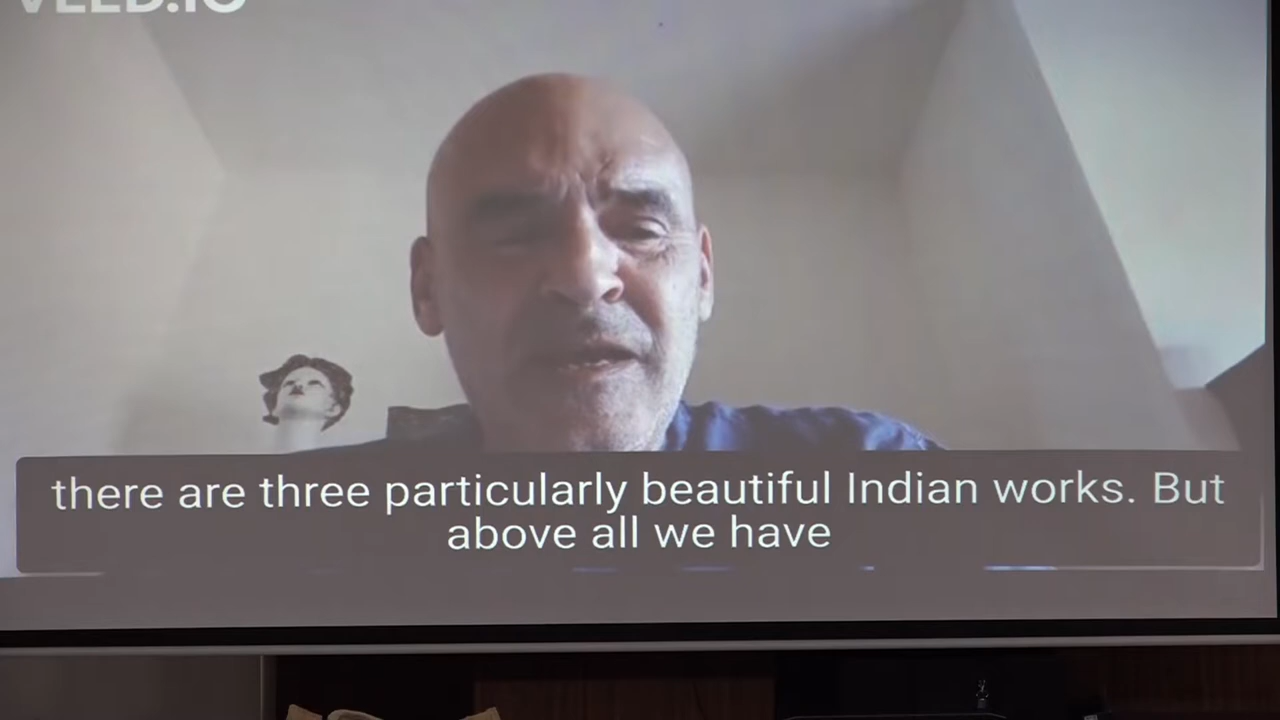 VEED.IO
there are three particularly beautiful Indian works. But
above all we have